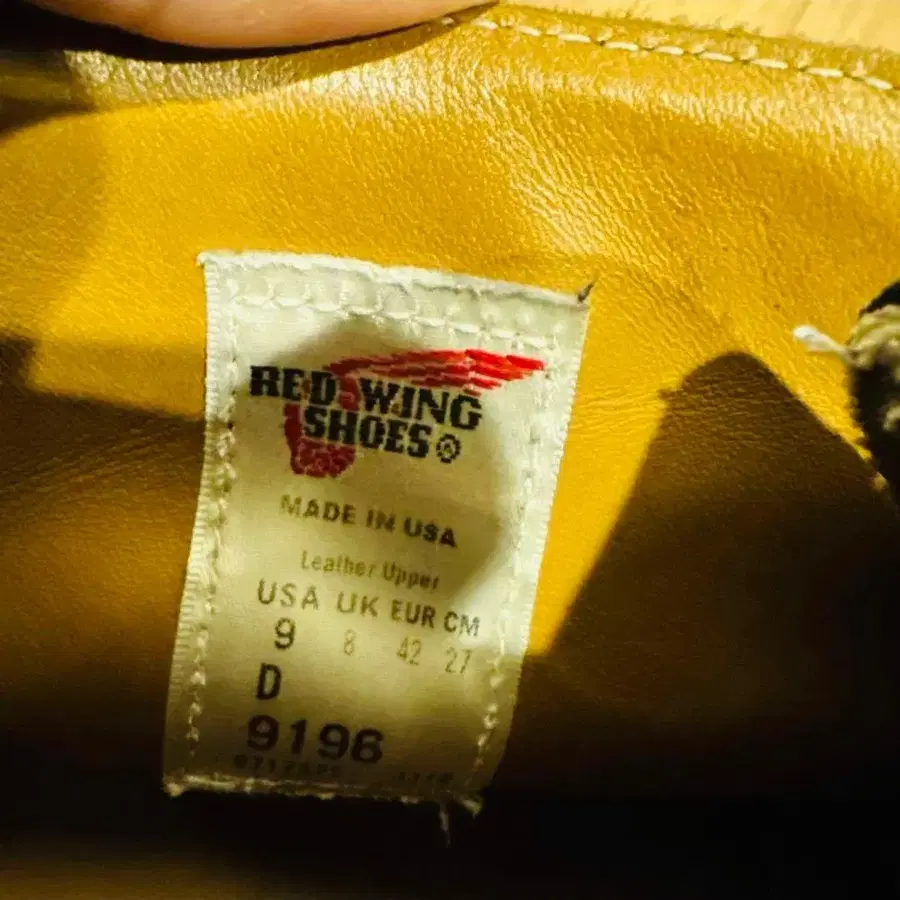 RED WING
SHOES®
MADE IN USA
Leather Upper
USA UK EUR CM
9 8 42 27
D
9196